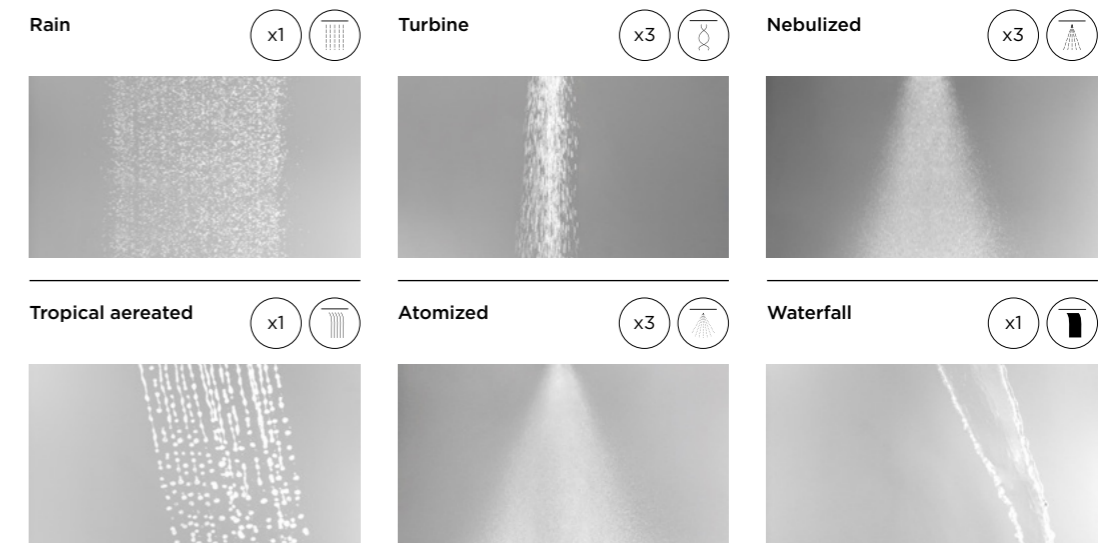 Rain x1
Turbine x3
Nebulized x3
Tropical aereated x1
Atomized x3
Waterfall x1